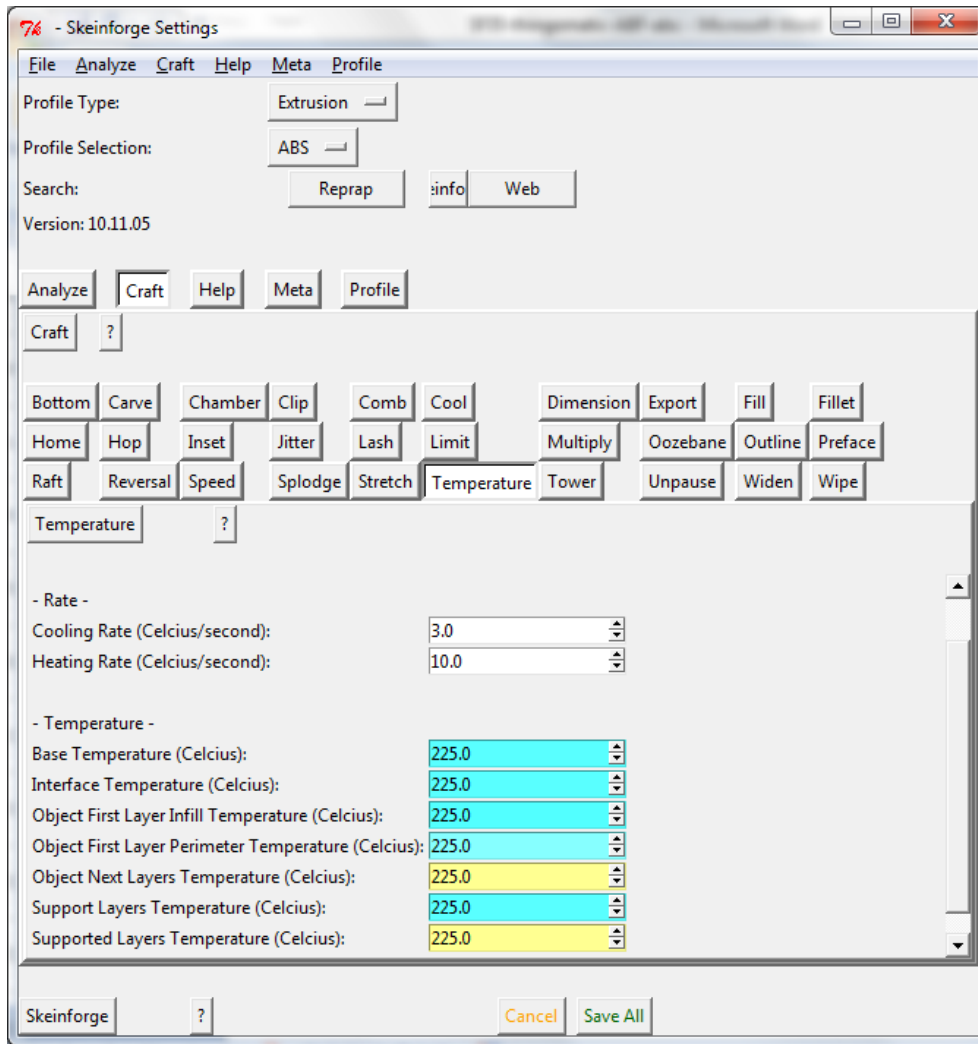 7k - Skeinforge Settings
File Analyze Craft Help Meta Profile
Profile Type: Extrusion
Profile Selection: ABS
Search: Reprap einfo Web
Version: 10.11.05
Analyze Craft Help Meta Profile
Craft ?
Bottom Carve Chamber Clip Comb Cool Dimension Export Fill Fillet
Home Hop Inset Jitter Lash Limit Multiply Oozebane Outline Preface
Raft Reversal Speed Splodge Stretch Temperature Tower Unpause Widen Wipe
Temperature ?
- Rate -
Cooling Rate (Celcius/second): 3.0
Heating Rate (Celcius/second): 10.0
- Temperature -
Base Temperature (Celcius): 225.0
Interface Temperature (Celcius): 225.0
Object First Layer Infill Temperature (Celcius): 225.0
Object First Layer Perimeter Temperature (Celcius): 225.0
Object Next Layers Temperature (Celcius): 225.0
Support Layers Temperature (Celcius): 225.0
Supported Layers Temperature (Celcius): 225.0
Skeinforge ? Cancel Save All